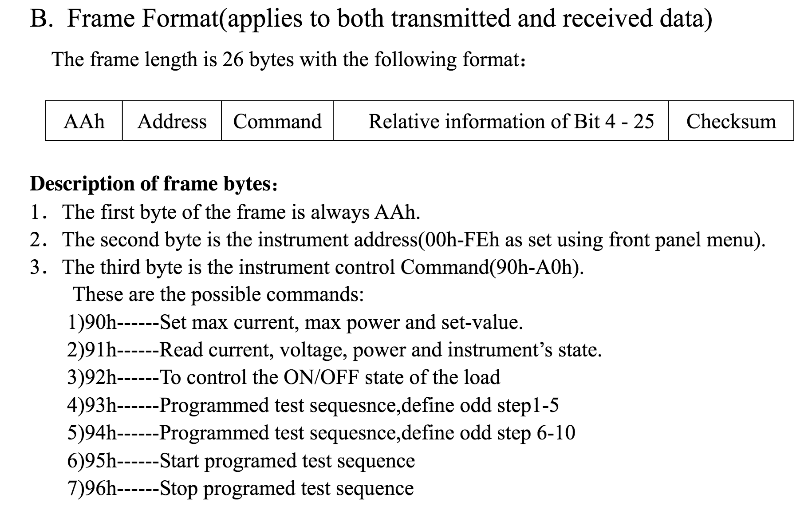 B. Frame Format(applies to both transmitted and received data)
The frame length is 26 bytes with the following format:
AAh Address Command Relative information of Bit 4 - 25 Checksum
Description of frame bytes:
1. The first byte of the frame is always AAh.
2. The second byte is the instrument address(00h-FEh as set using front panel menu).
3. The third byte is the instrument control Command(90h-A0h).
These are the possible commands:
1)90h------Set max current, max power and set-value.
2)91h------Read current, voltage, power and instrument's state.
3)92h------To control the ON/OFF state of the load
4)93h------Programmed test sequesnce,define odd step1-5
5)94h------Programmed test sequesnce,define odd step 6-10
6)95h------Start programed test sequence
7)96h------Stop programed test sequence